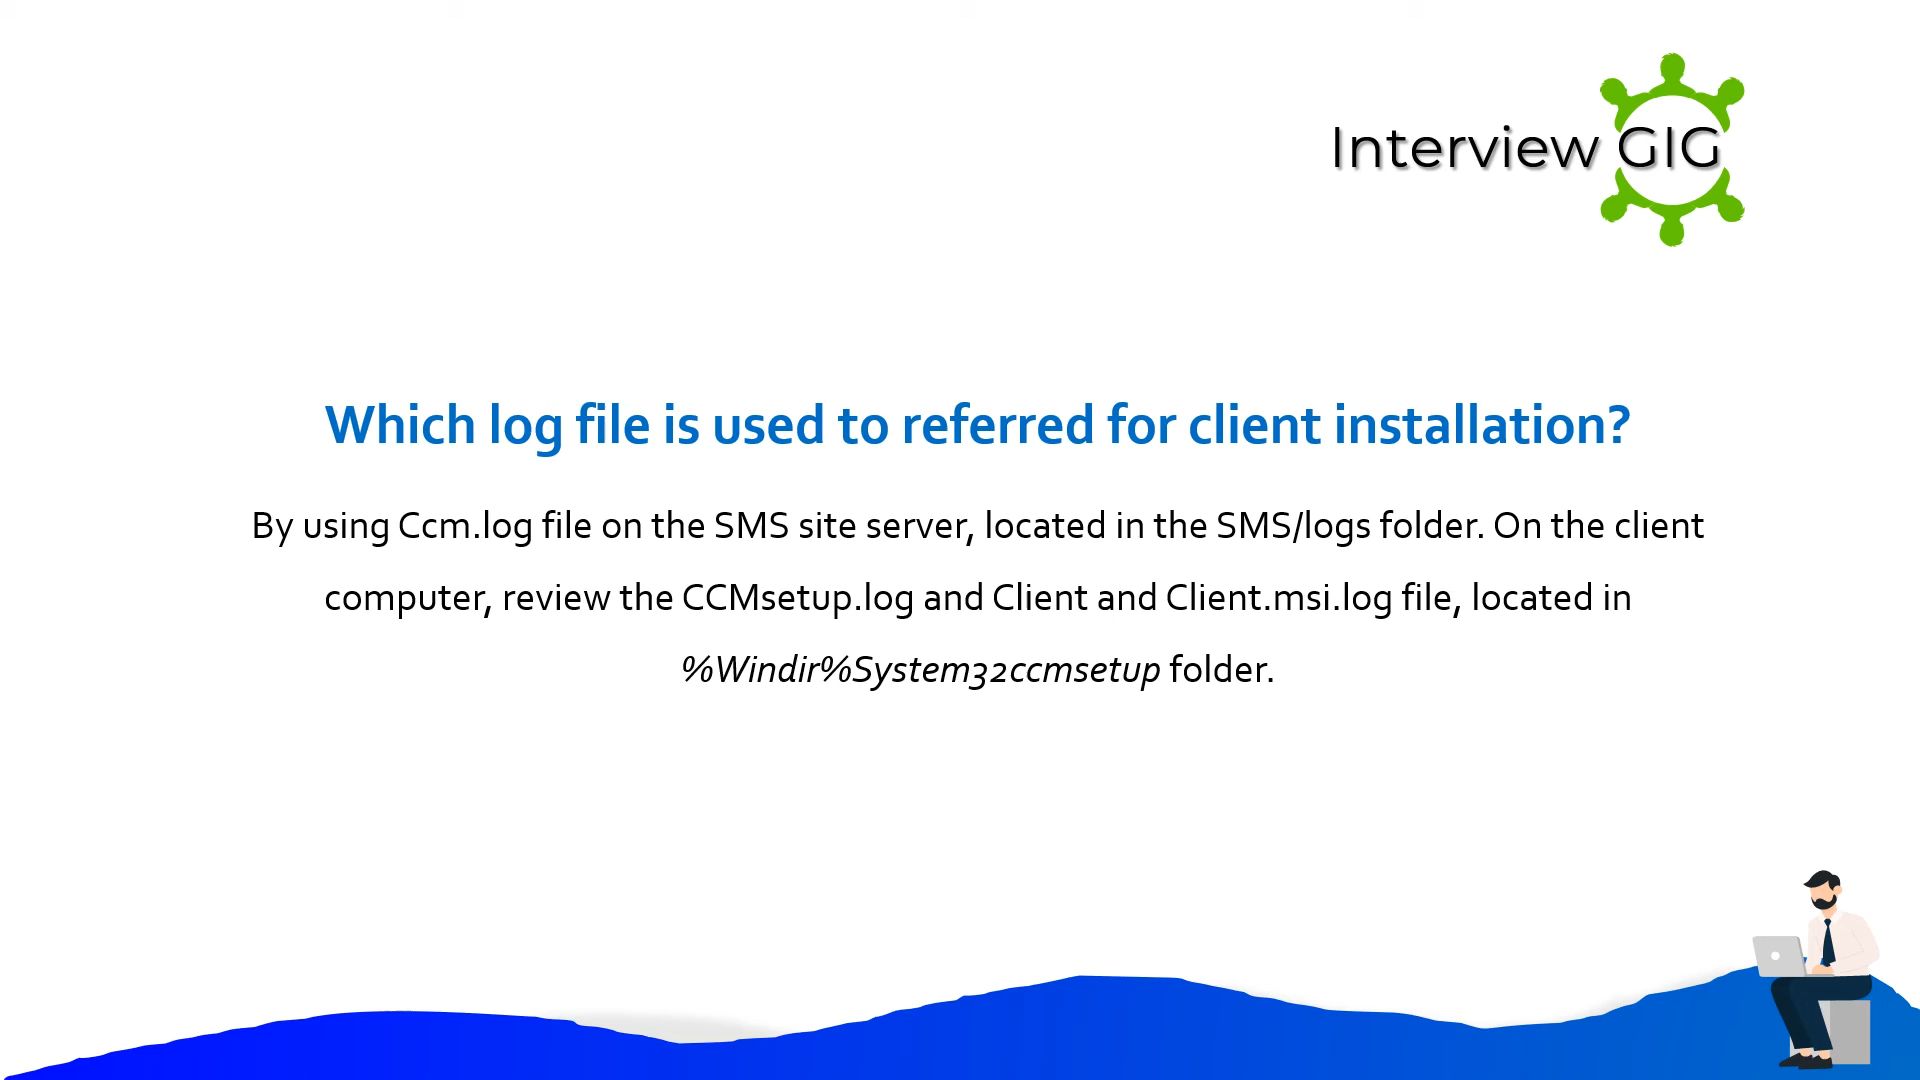 Interview GIG
Which log file is used to referred for client installation?
By using Ccm.log file on the SMS site server, located in the SMS/logs folder. On the client
computer, review the CCMsetup.log and Client and Client.msi.log file, located in
%Windir%System32ccmsetup folder.